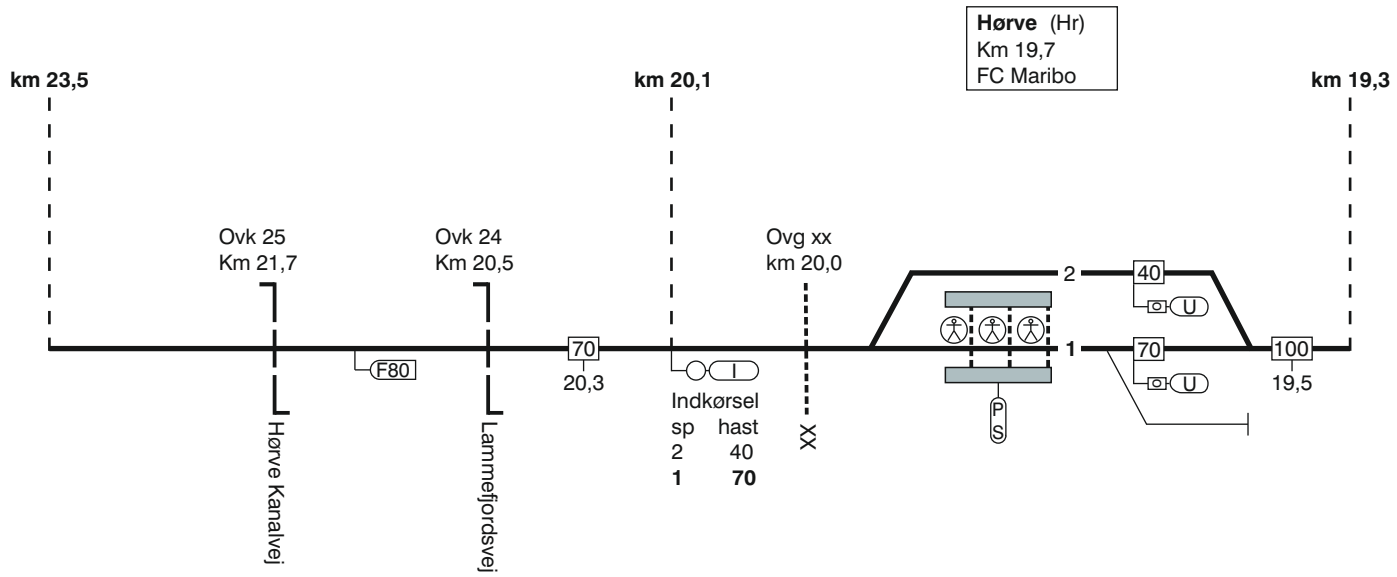 Hørve (Hr)
Km 19,7
FC Maribo
km 23,5
km 20,1
km 19,3
Ovk 25
Km 21,7
Ovk 24
Km 20,5
Ovg xx
km 20,0
2
40
U
70
20,3
1
70
100
19,5
F80
I
U
Indkørsel
sp hast
2 40
1 70
P
S
XX
Hørve Kanalvej
Lammefjordsvej